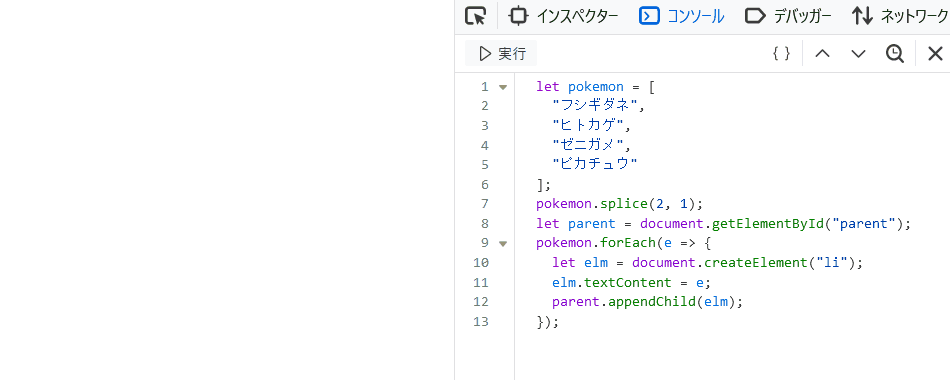 インスペクター コンソール デバッガー ネットワーク
実行 { }
1 let pokemon = [
2 "フシギダネ",
3 "ヒトカゲ",
4 "ゼニガメ",
5 "ピカチュウ"
6 ];
7 pokemon.splice(2, 1);
8 let parent = document.getElementById("parent");
9 pokemon.forEach(e => {
10 let elm = document.createElement("li");
11 elm.textContent = e;
12 parent.appendChild(elm);
13 });